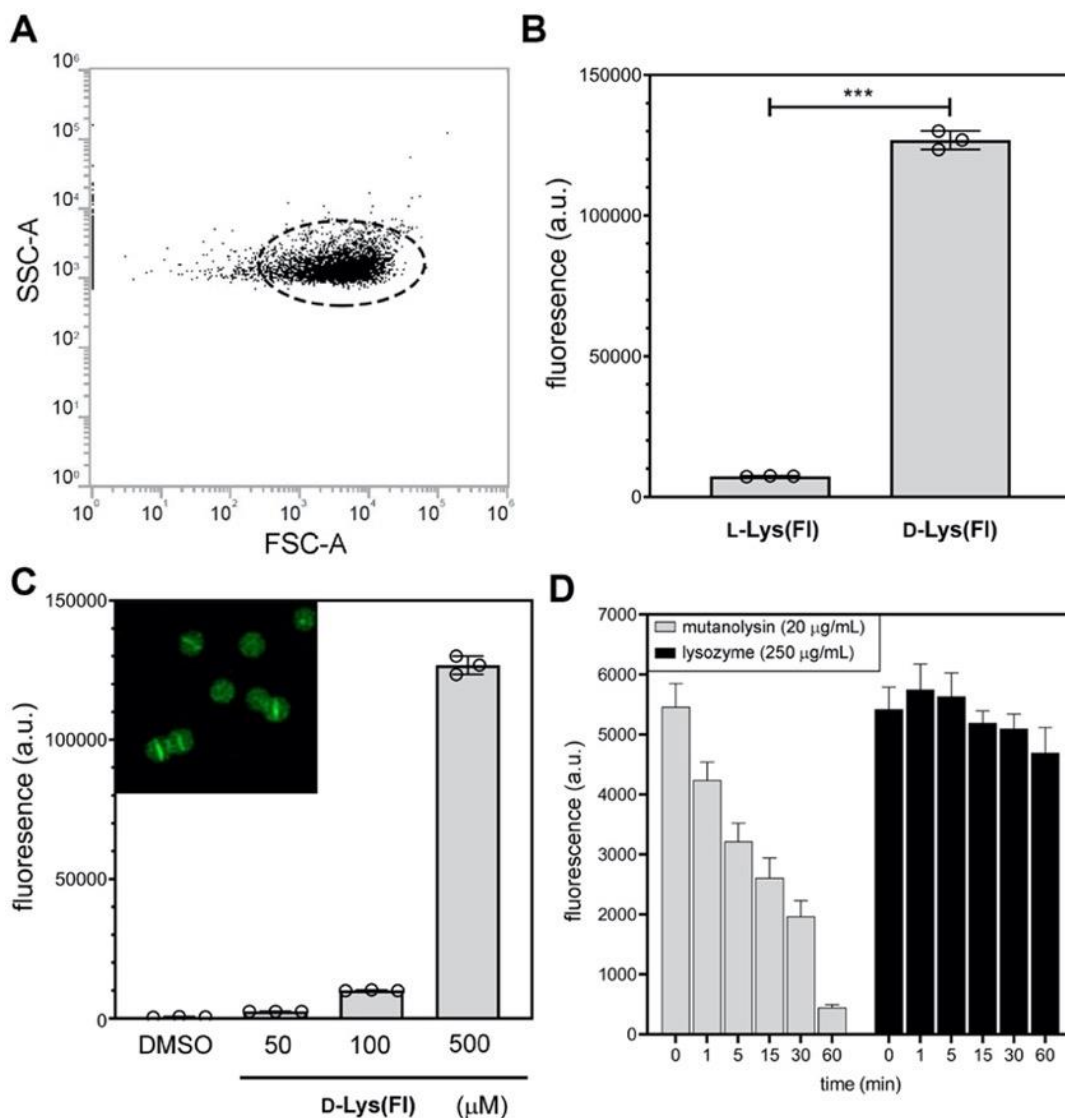 A
10⁶
10⁵
10⁴
10³
10²
10¹
10⁰
SSC-A
10⁰ 10¹ 10² 10³ 10⁴ 10⁵ 10⁶
FSC-A
B
150000
100000
50000
0
fluoresence (a.u.)
***
L-Lys(Fl) D-Lys(Fl)
C
150000
100000
50000
0
fluoresence (a.u.)
DMSO 50 100 500
D-Lys(Fl) (μM)
D
7000
6000
5000
4000
3000
2000
1000
0
fluorescence (a.u.)
mutanolysin (20 μg/mL)
lysozyme (250 μg/mL)
0 1 5 15 30 60 0 1 5 15 30 60
time (min)